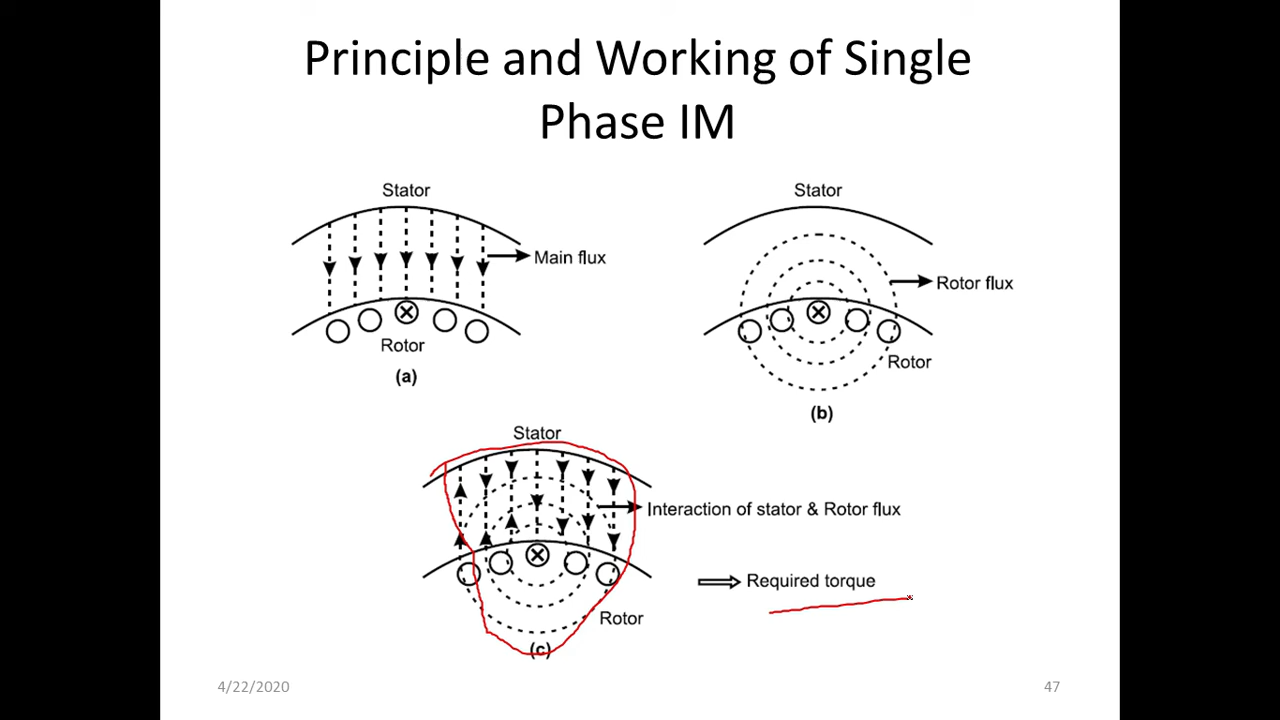 Principle and Working of Single
Phase IM
Stator
Main flux
Rotor
(a)
Stator
Rotor flux
Rotor
(b)
Stator
Interaction of stator & Rotor flux
Required torque
Rotor
(c)
4/22/2020
47